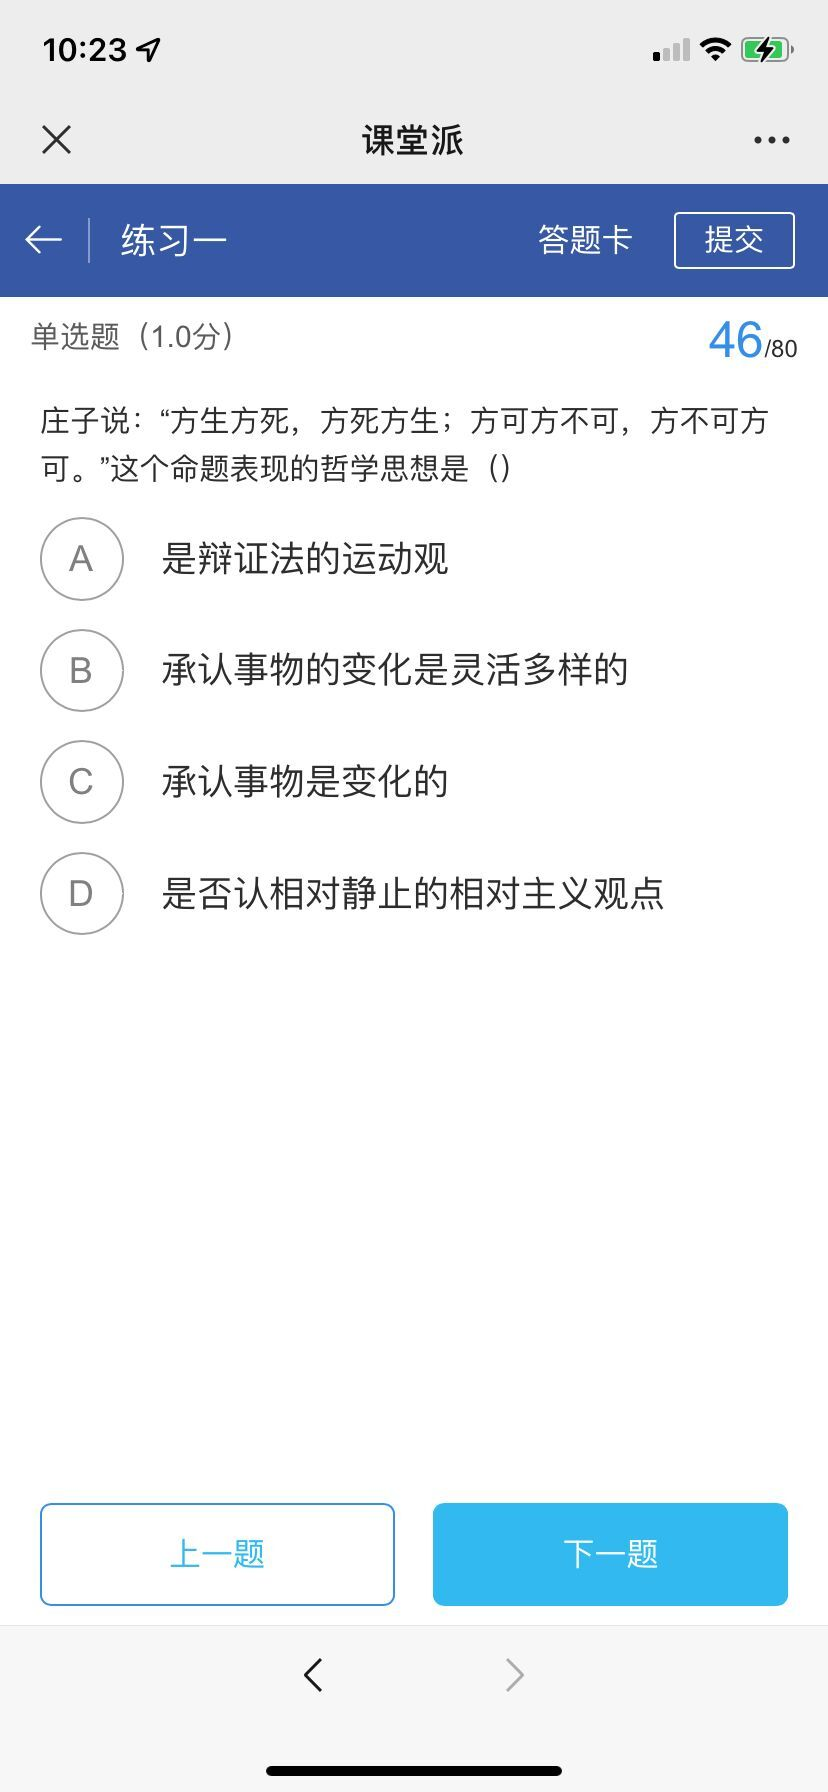 10:23
课堂派
练习一
答题卡
提交
单选题（1.0分）
46/80
庄子说：“方生方死，方死方生；方可方不可，方不可方
可。”这个命题表现的哲学思想是（）
A 是辩证法的运动观
B 承认事物的变化是灵活多样的
C 承认事物是变化的
D 是否认相对静止的相对主义观点
上一题
下一题